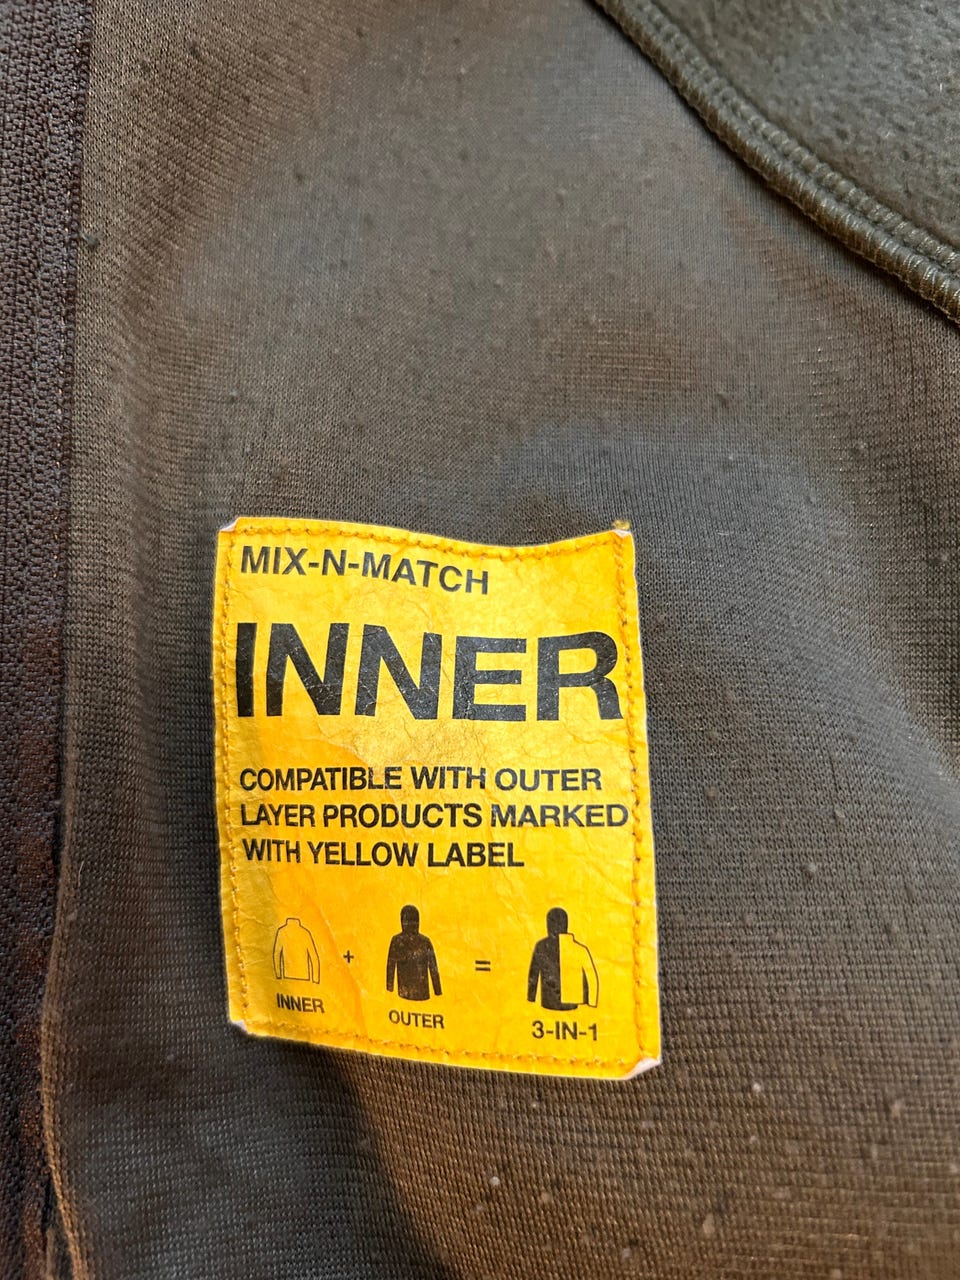 MIX-N-MATCH
INNER
COMPATIBLE WITH OUTER
LAYER PRODUCTS MARKED
WITH YELLOW LABEL
+ =
INNER OUTER 3-IN-1